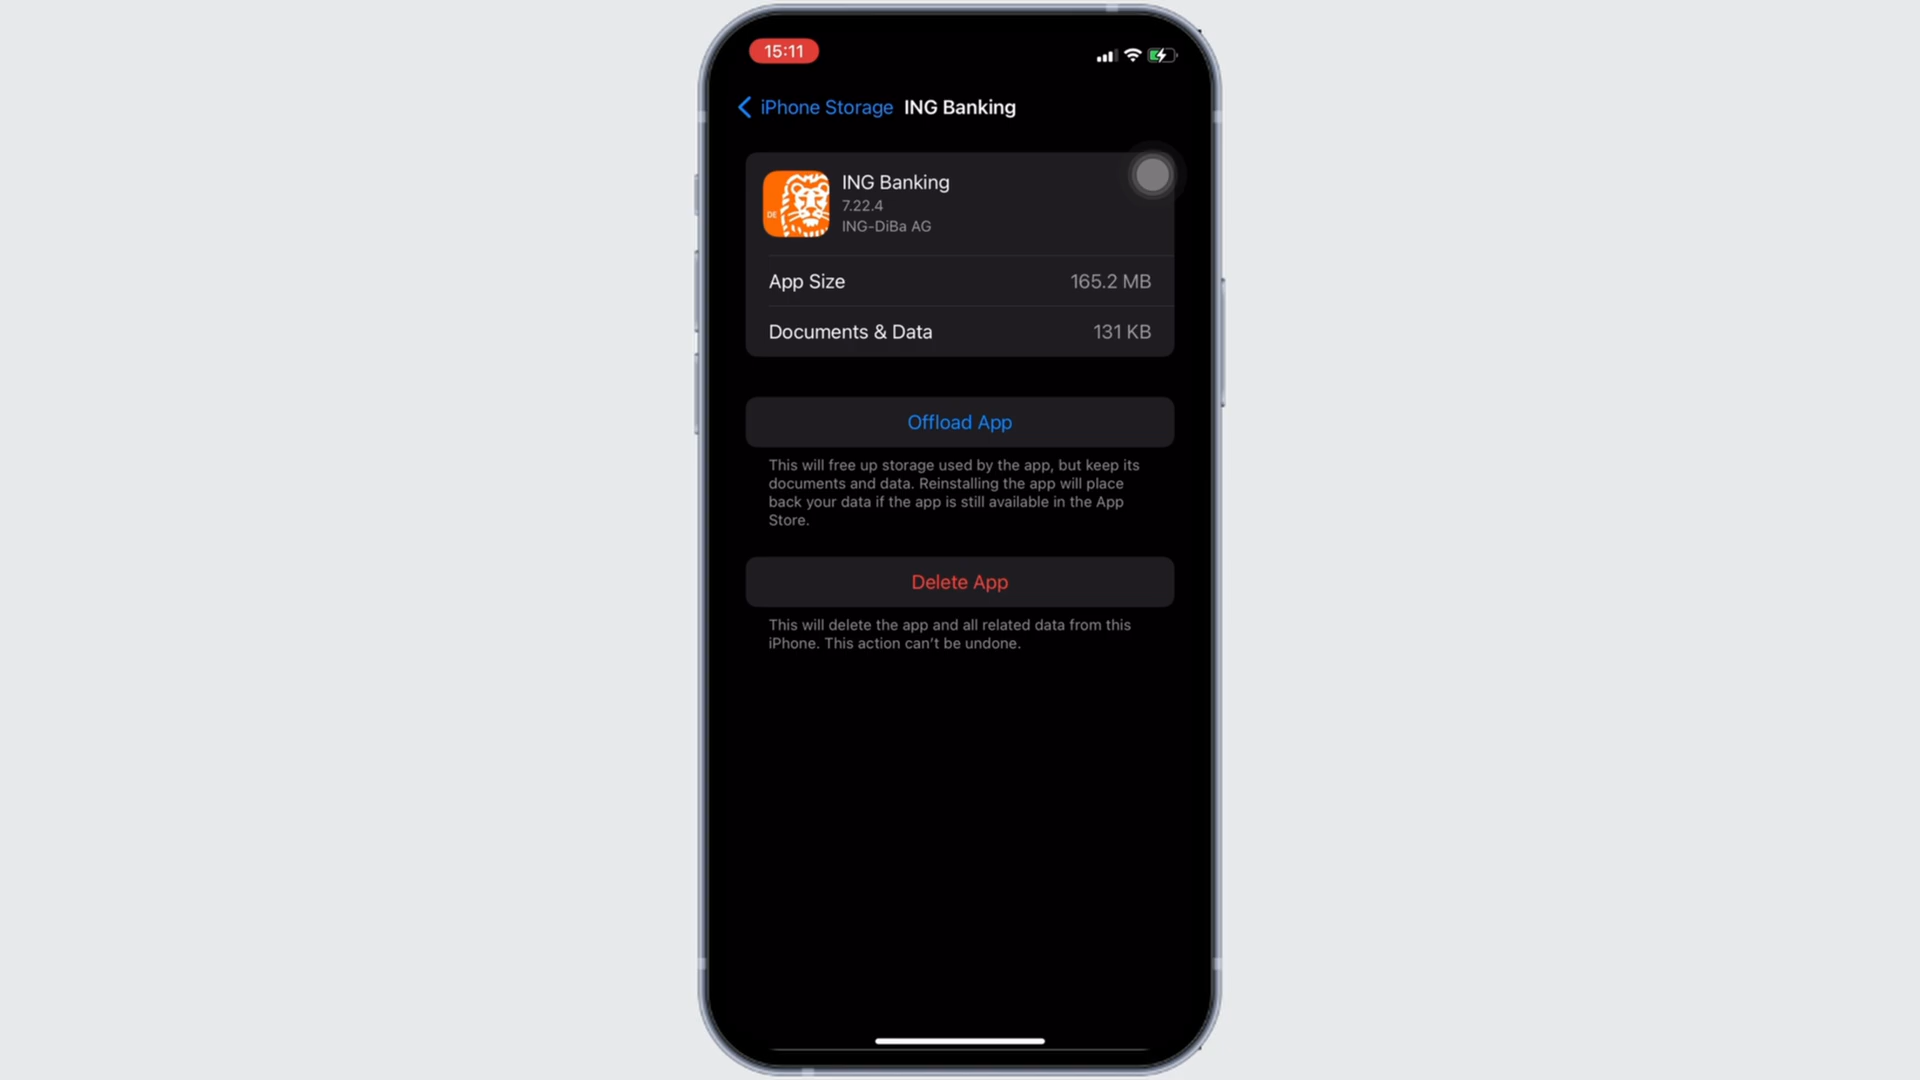 15:11
iPhone Storage ING Banking
ING Banking
7.22.4
DE
ING-DiBa AG
App Size 165.2 MB
Documents & Data 131 KB
Offload App
This will free up storage used by the app, but keep its
documents and data. Reinstalling the app will place
back your data if the app is still available in the App
Store.
Delete App
This will delete the app and all related data from this
iPhone. This action can't be undone.